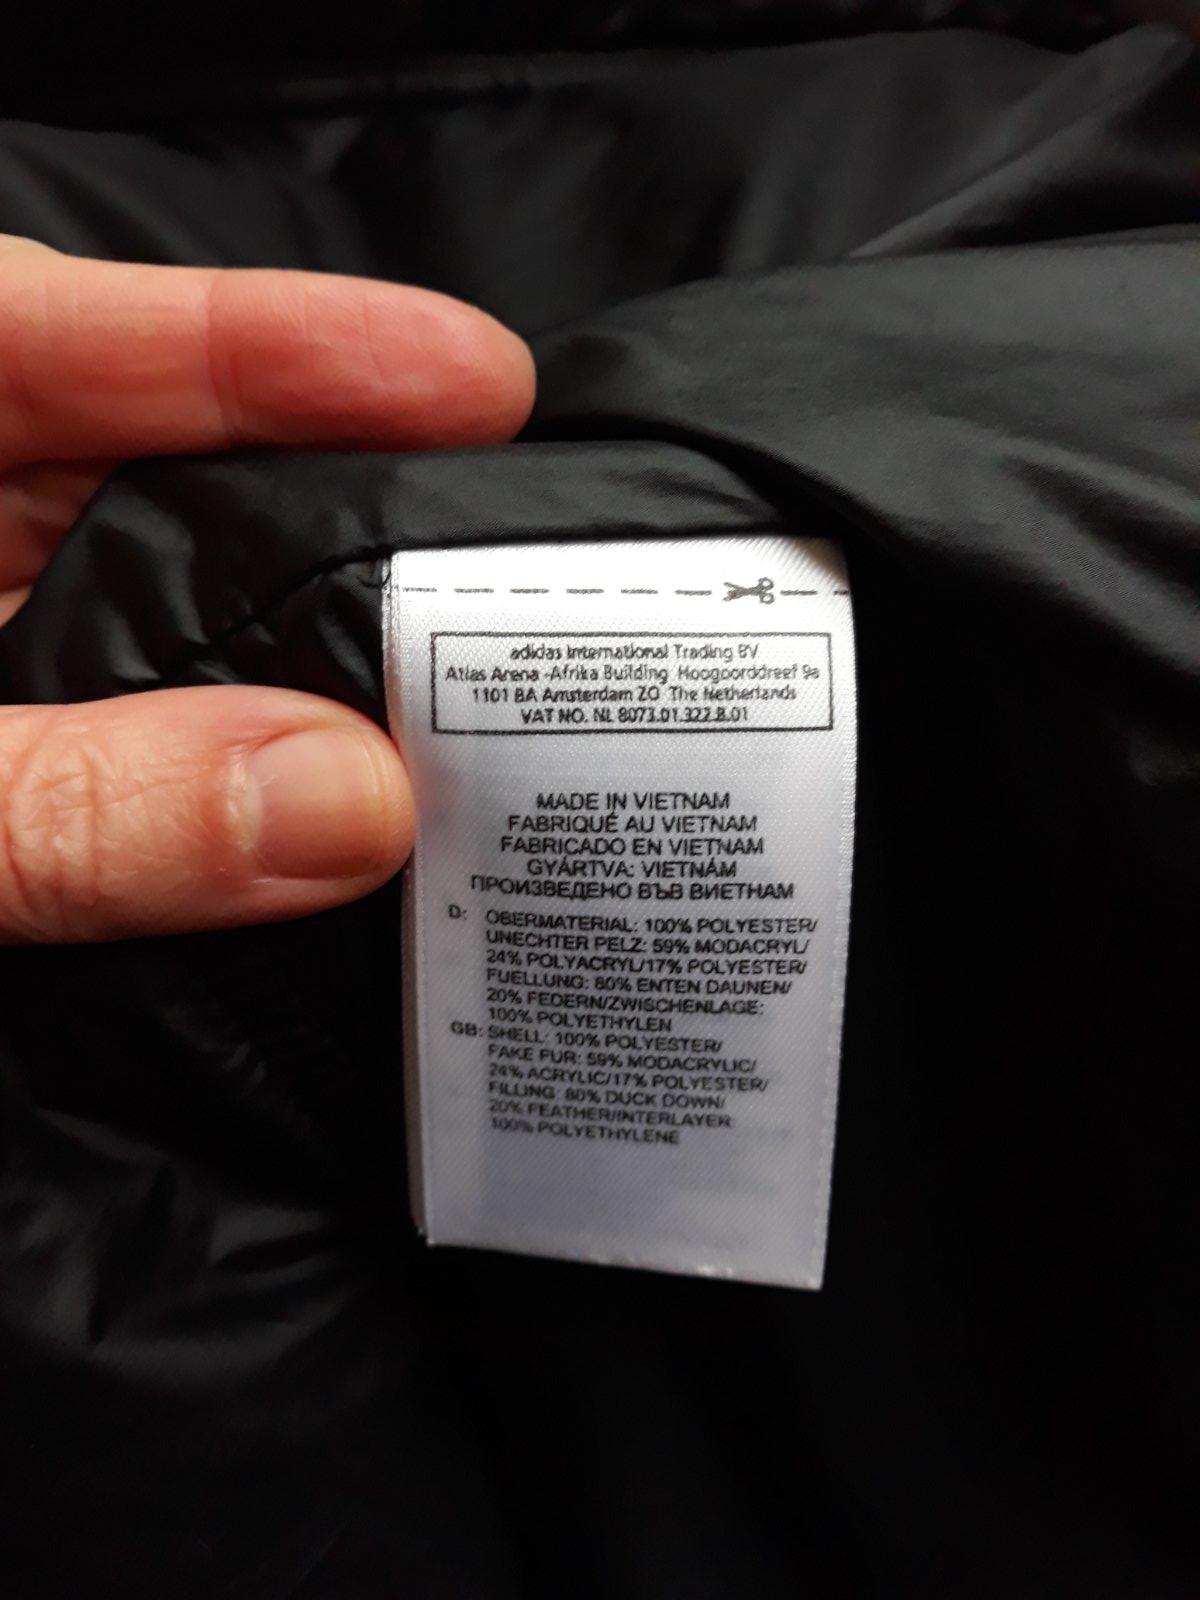 adidas International Trading BV
Atlas Arena -Afrika Building Hoogoorddreef 9a
1101 BA Amsterdam ZO The Netherlands
VAT NO. NL 8073.01.322.B.01
MADE IN VIETNAM
FABRIQUÉ AU VIETNAM
FABRICADO EN VIETNAM
GYÁRTVA: VIETNÁM
ПРОИЗВЕДЕНО ВЪВ ВИЕТНАМ
D: OBERMATERIAL: 100% POLYESTER/
UNECHTER PELZ: 59% MODACRYL/
24% POLYACRYL/17% POLYESTER/
FUELLUNG: 80% ENTEN DAUNEN/
20% FEDERN/ZWISCHENLAGE:
100% POLYETHYLEN
GB: SHELL: 100% POLYESTER/
FAKE FUR: 59% MODACRYLIC/
24% ACRYLIC/17% POLYESTER/
FILLING: 80% DUCK DOWN/
20% FEATHER/INTERLAYER:
100% POLYETHYLENE